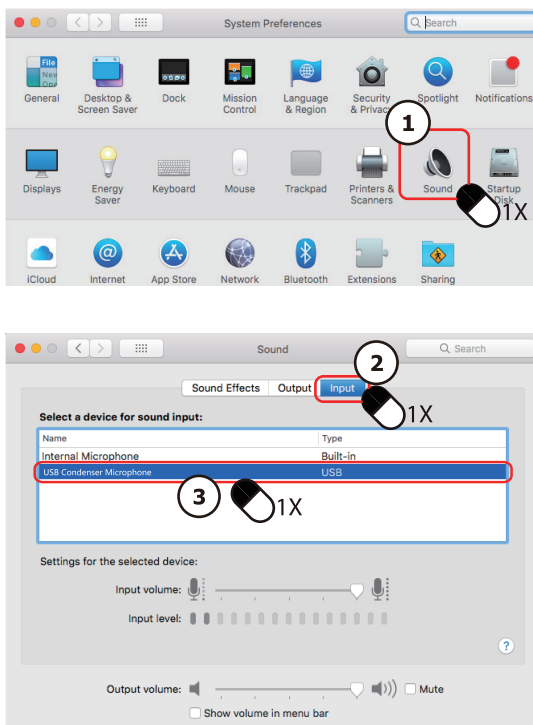 System Preferences
Search
File
New
Ope
General
Desktop &
Screen Saver
Dock
Mission
Control
Language
& Region
Security
& Privacy
Spotlight
Notifications
1
Displays
Energy
Saver
Keyboard
Mouse
Trackpad
Printers &
Scanners
Sound
Startup
Disk
1X
iCloud
Internet
App Store
Network
Bluetooth
Extensions
Sharing
Sound
Search
2
Sound Effects Output Input
1X
Select a device for sound input:
Name Type
Internal Microphone Built-in
USB Condenser Microphone USB
3
1X
Settings for the selected device:
Input volume:
Input level:
?
Output volume: Mute
Show volume in menu bar